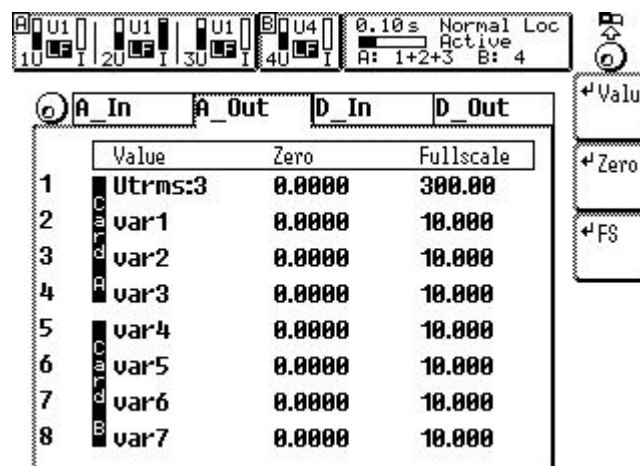 A U1 U1 U1 B U4 0.10s Normal Loc
LF LF LF LF Active
1U I 2U I 3U I 4U I A: 1+2+3 B: 4
A_In A_Out D_In D_Out
Valu
Value Zero Fullscale
Zero
1 Utrms:3 0.0000 300.00
2 var1 0.0000 10.000
FS
3 var2 0.0000 10.000
4 var3 0.0000 10.000
Card A
5 var4 0.0000 10.000
6 var5 0.0000 10.000
7 var6 0.0000 10.000
8 var7 0.0000 10.000
Card B